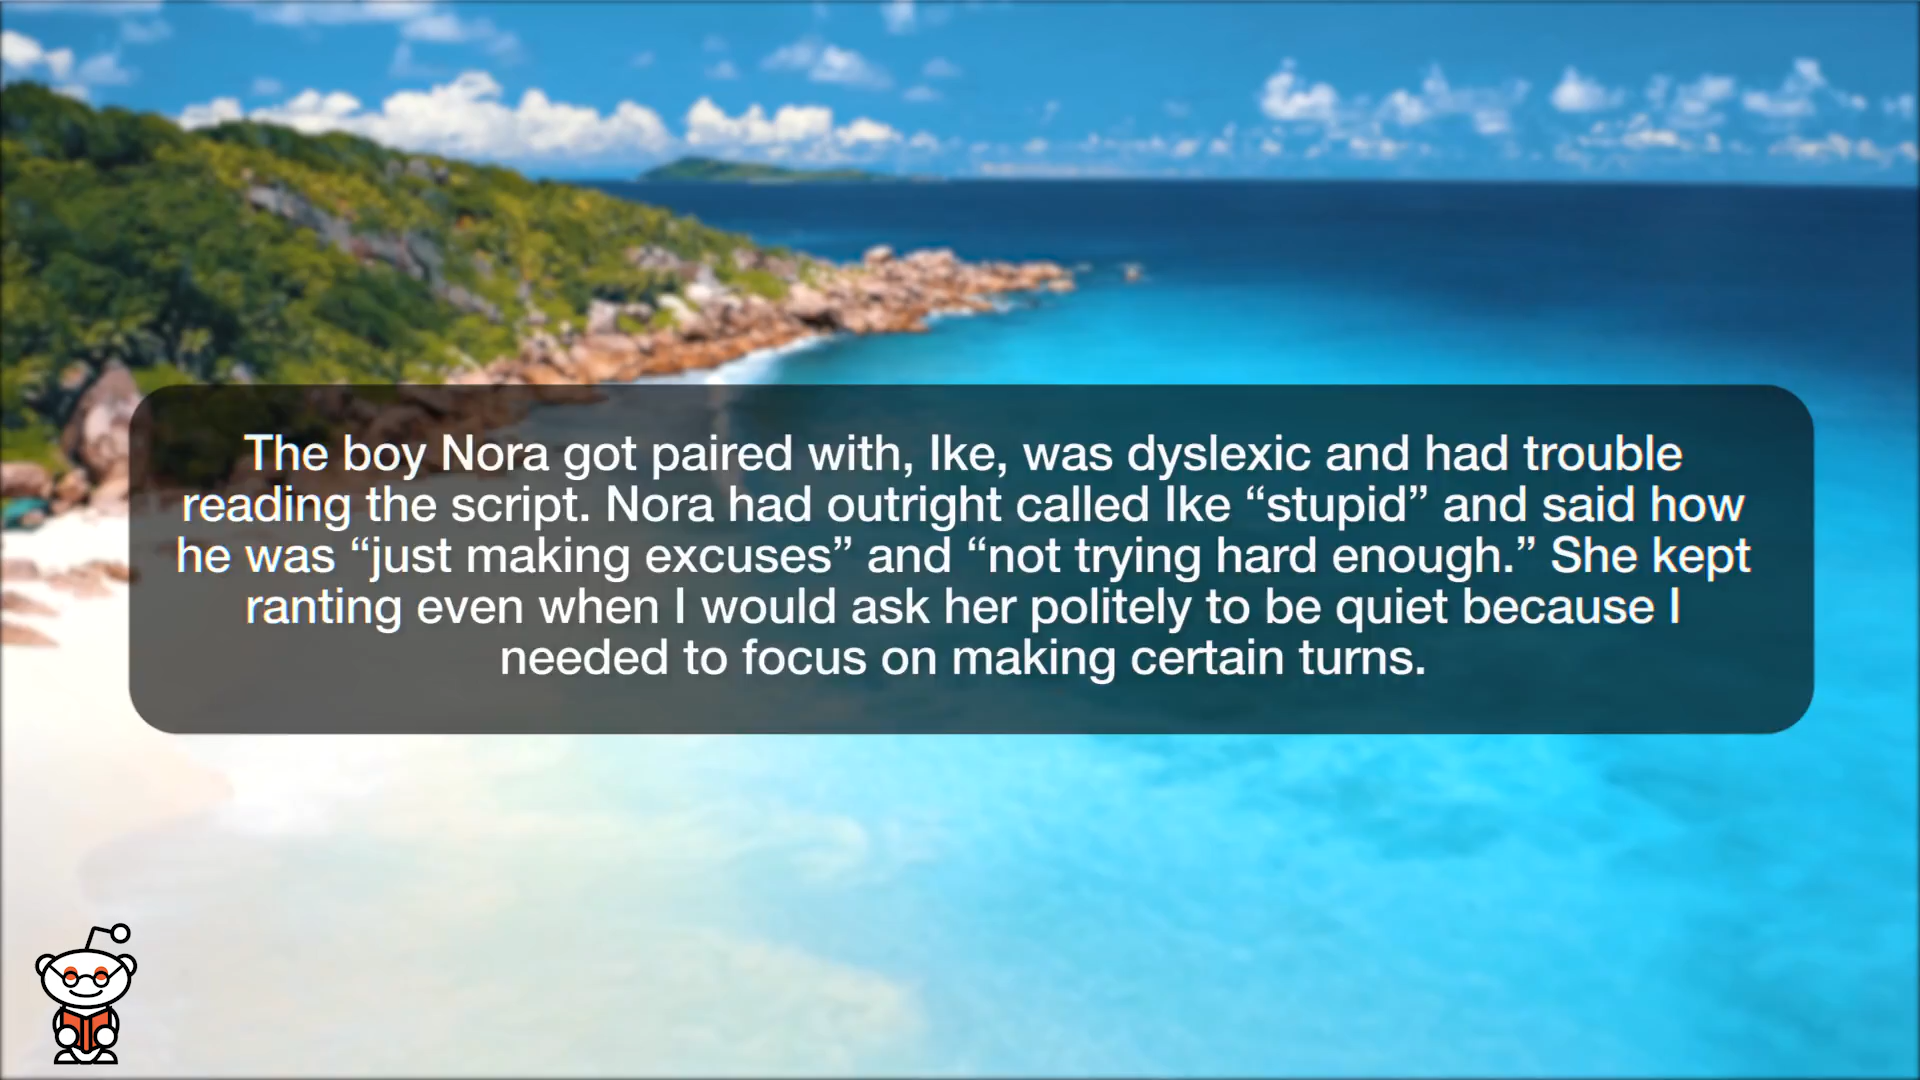 The boy Nora got paired with, Ike, was dyslexic and had trouble
reading the script. Nora had outright called Ike “stupid” and said how
he was “just making excuses” and “not trying hard enough.” She kept
ranting even when I would ask her politely to be quiet because I
needed to focus on making certain turns.